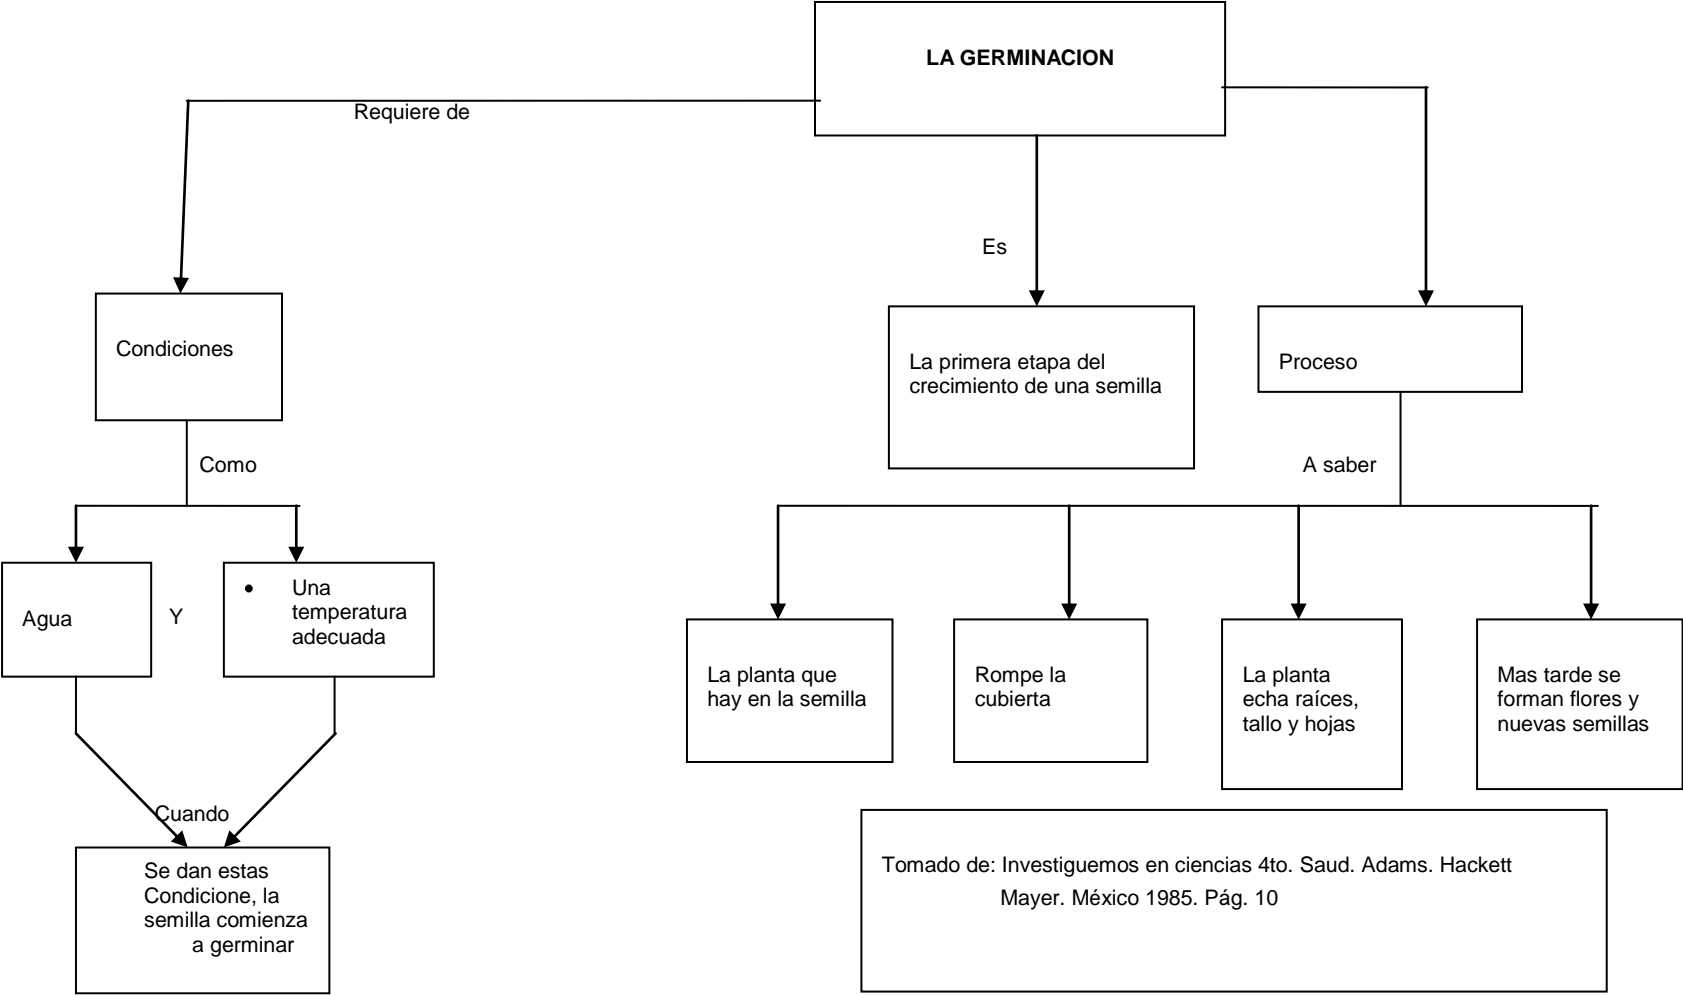 LA GERMINACION
Requiere de
Es
Condiciones
La primera etapa del
crecimiento de una semilla
Proceso
Como
A saber
Agua
Y
• Una
temperatura
adecuada
La planta que
hay en la semilla
Rompe la
cubierta
La planta
echa raíces,
tallo y hojas
Mas tarde se
forman flores y
nuevas semillas
Cuando
Se dan estas
Condicione, la
semilla comienza
a germinar
Tomado de: Investiguemos en ciencias 4to. Saud. Adams. Hackett
Mayer. México 1985. Pág. 10